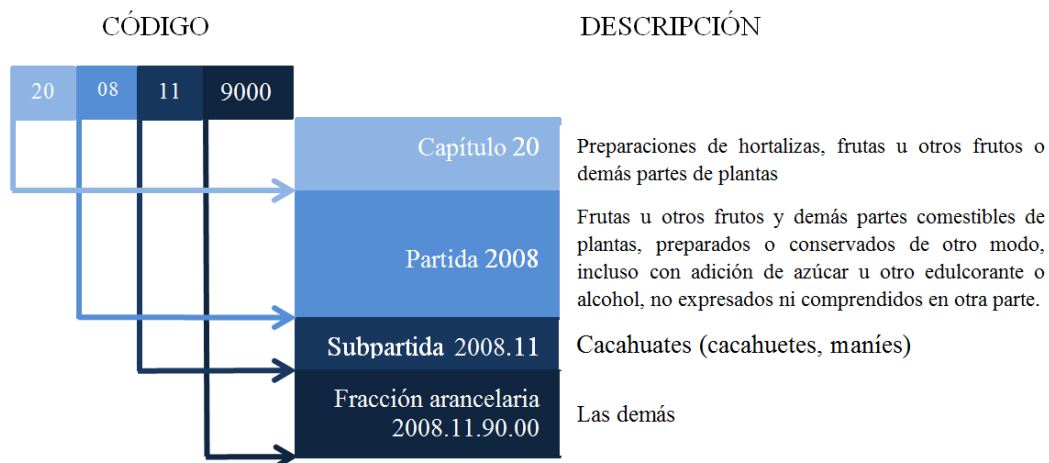 CÓDIGO DESCRIPCIÓN
20 08 11 9000
Capítulo 20
Preparaciones de hortalizas, frutas u otros frutos o
demás partes de plantas
Partida 2008
Frutas u otros frutos y demás partes comestibles de
plantas, preparados o conservados de otro modo,
incluso con adición de azúcar u otro edulcorante o
alcohol, no expresados ni comprendidos en otra parte.
Subpartida 2008.11
Cacahuates (cacahuetes, maníes)
Fracción arancelaria
2008.11.90.00
Las demás